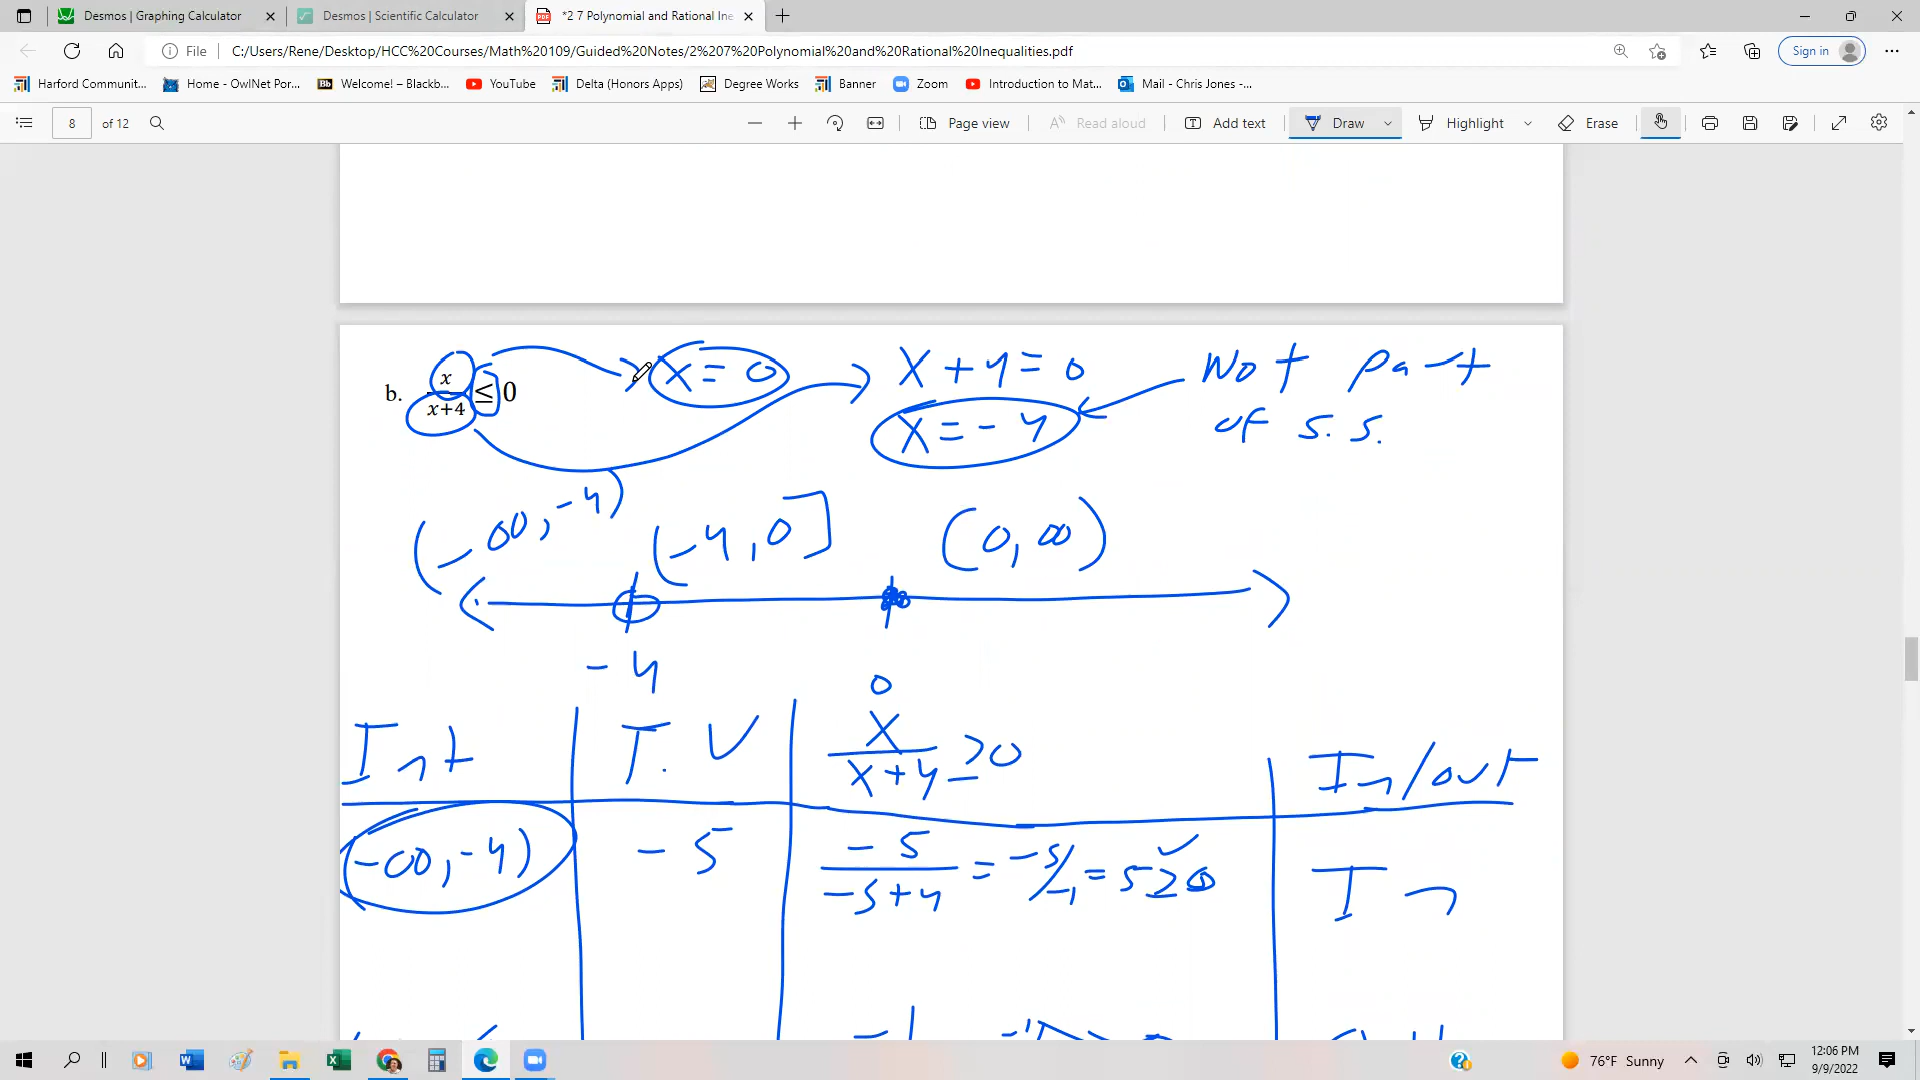 Desmos | Graphing Calculator
Desmos | Scientific Calculator
*2 7 Polynomial and Rational Ine
File C:/Users/Rene/Desktop/HCC%20Courses/Math%20109/Guided%20Notes/2%207%20Polynomial%20and%20Rational%20Inequalities.pdf
Sign in
Harford Communit... Home - OwlNet Por... Welcome! – Blackb... YouTube Delta (Honors Apps) Degree Works Banner Zoom Introduction to Mat... Mail - Chris Jones -...
8 of 12 Page view Read aloud Add text Draw Highlight Erase
b. x/(x+4) ≤ 0
x = 0
x + 4 = 0
x = - 4
Not part
of s. s.
(-∞, -4) (-4, 0] (0, ∞)
- 4
0
Int T. V x/(x+4) ≥0 In/out
-∞, -4) - 5 -5/(-5+4) = -5/-1 = 5≥0 ✓ In
76°F Sunny
12:06 PM
9/9/2022